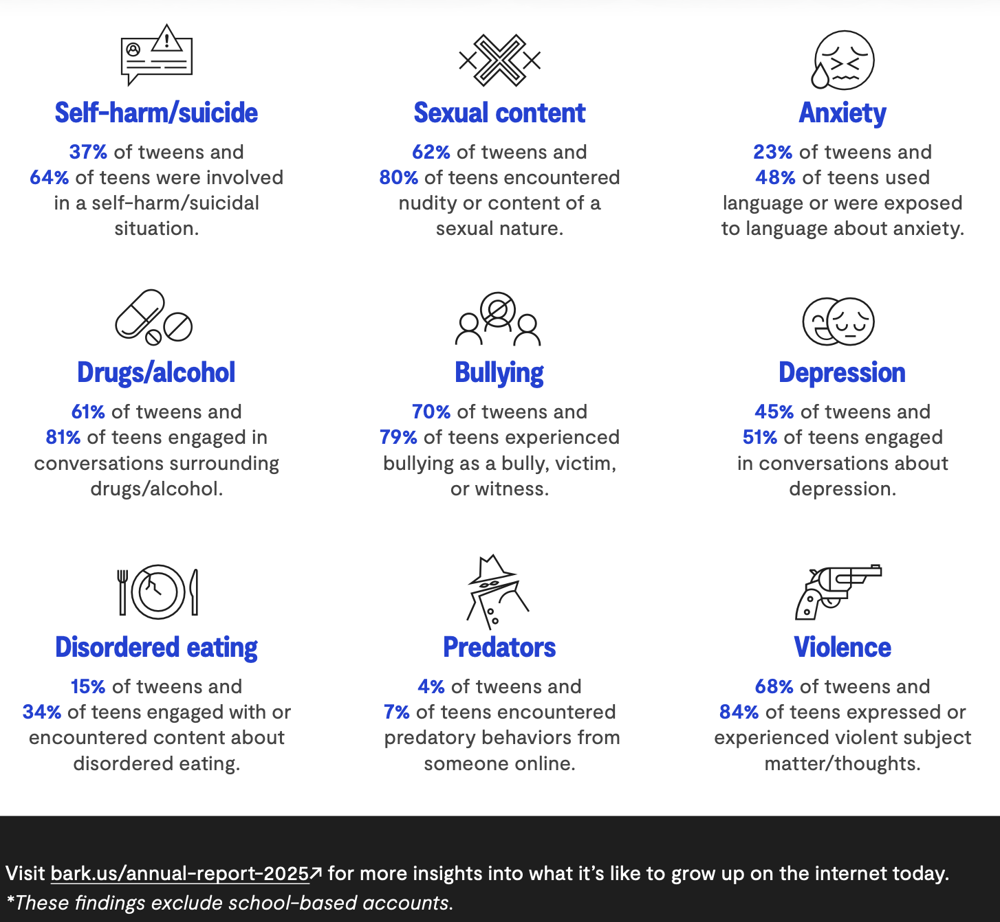 Self-harm/suicide
37% of tweens and
64% of teens were involved
in a self-harm/suicidal
situation.
Sexual content
62% of tweens and
80% of teens encountered
nudity or content of a
sexual nature.
Anxiety
23% of tweens and
48% of teens used
language or were exposed
to language about anxiety.
Drugs/alcohol
61% of tweens and
81% of teens engaged in
conversations surrounding
drugs/alcohol.
Bullying
70% of tweens and
79% of teens experienced
bullying as a bully, victim,
or witness.
Depression
45% of tweens and
51% of teens engaged
in conversations about
depression.
Disordered eating
15% of tweens and
34% of teens engaged with or
encountered content about
disordered eating.
Predators
4% of tweens and
7% of teens encountered
predatory behaviors from
someone online.
Violence
68% of tweens and
84% of teens expressed or
experienced violent subject
matter/thoughts.
Visit bark.us/annual-report-2025↗ for more insights into what it’s like to grow up on the internet today.
*These findings exclude school-based accounts.